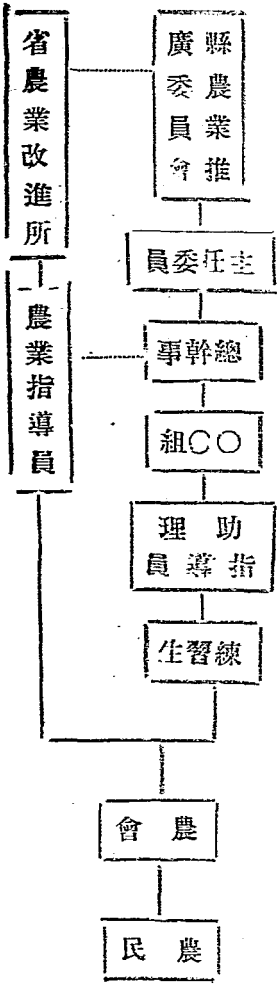 縣農業推
廣委員會
主任委員
總幹事
○○組
助理
指導員
練習生
省農業改進所
農業指導員
農會
農民